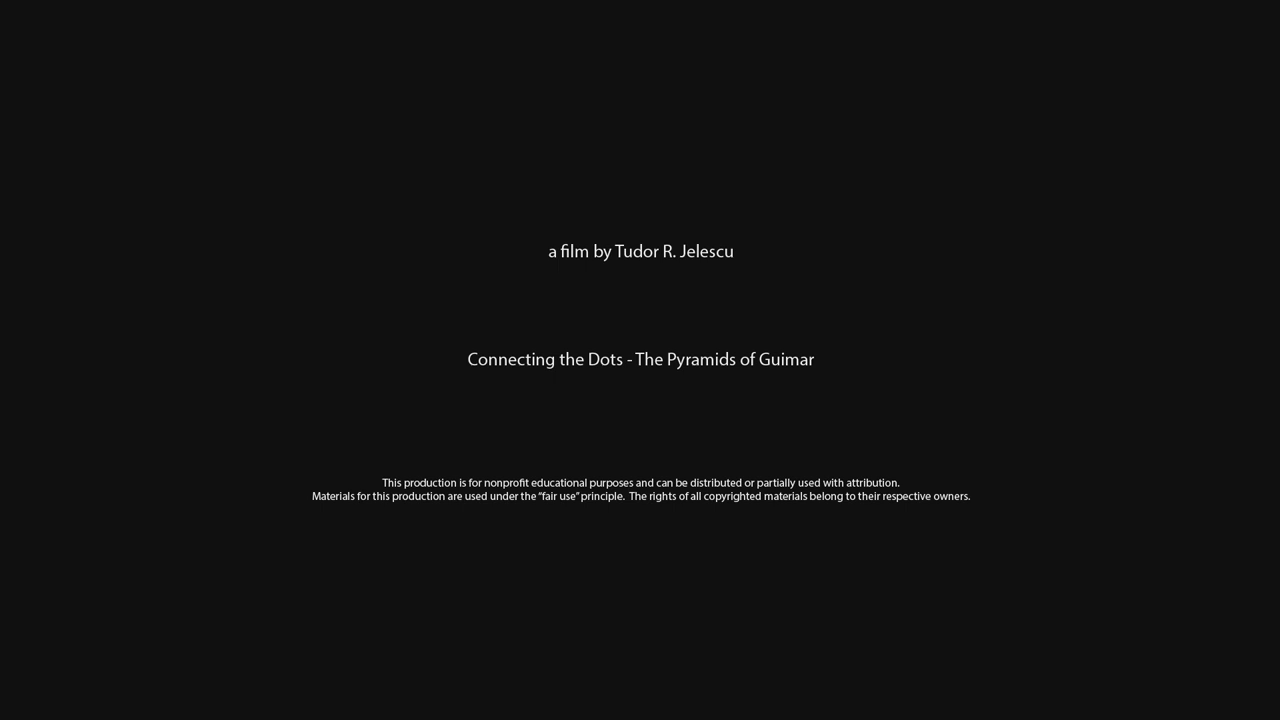 a film by Tudor R. Jelescu
Connecting the Dots - The Pyramids of Guimar
This production is for nonprofit educational purposes and can be distributed or partially used with attribution.
Materials for this production are used under the “fair use” principle.  The rights of all copyrighted materials belong to their respective owners.